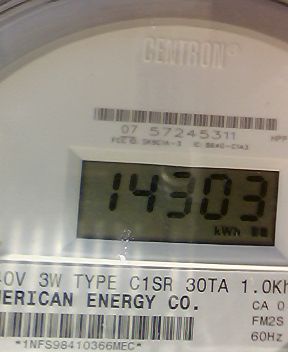 CENTRON®
07 57245311
14303
kWh
0V 3W TYPE C1SR 30TA 1.0Kh
ERICAN ENERGY CO.
CA 0
FM2S
60Hz
*1NFS98410366MEC*